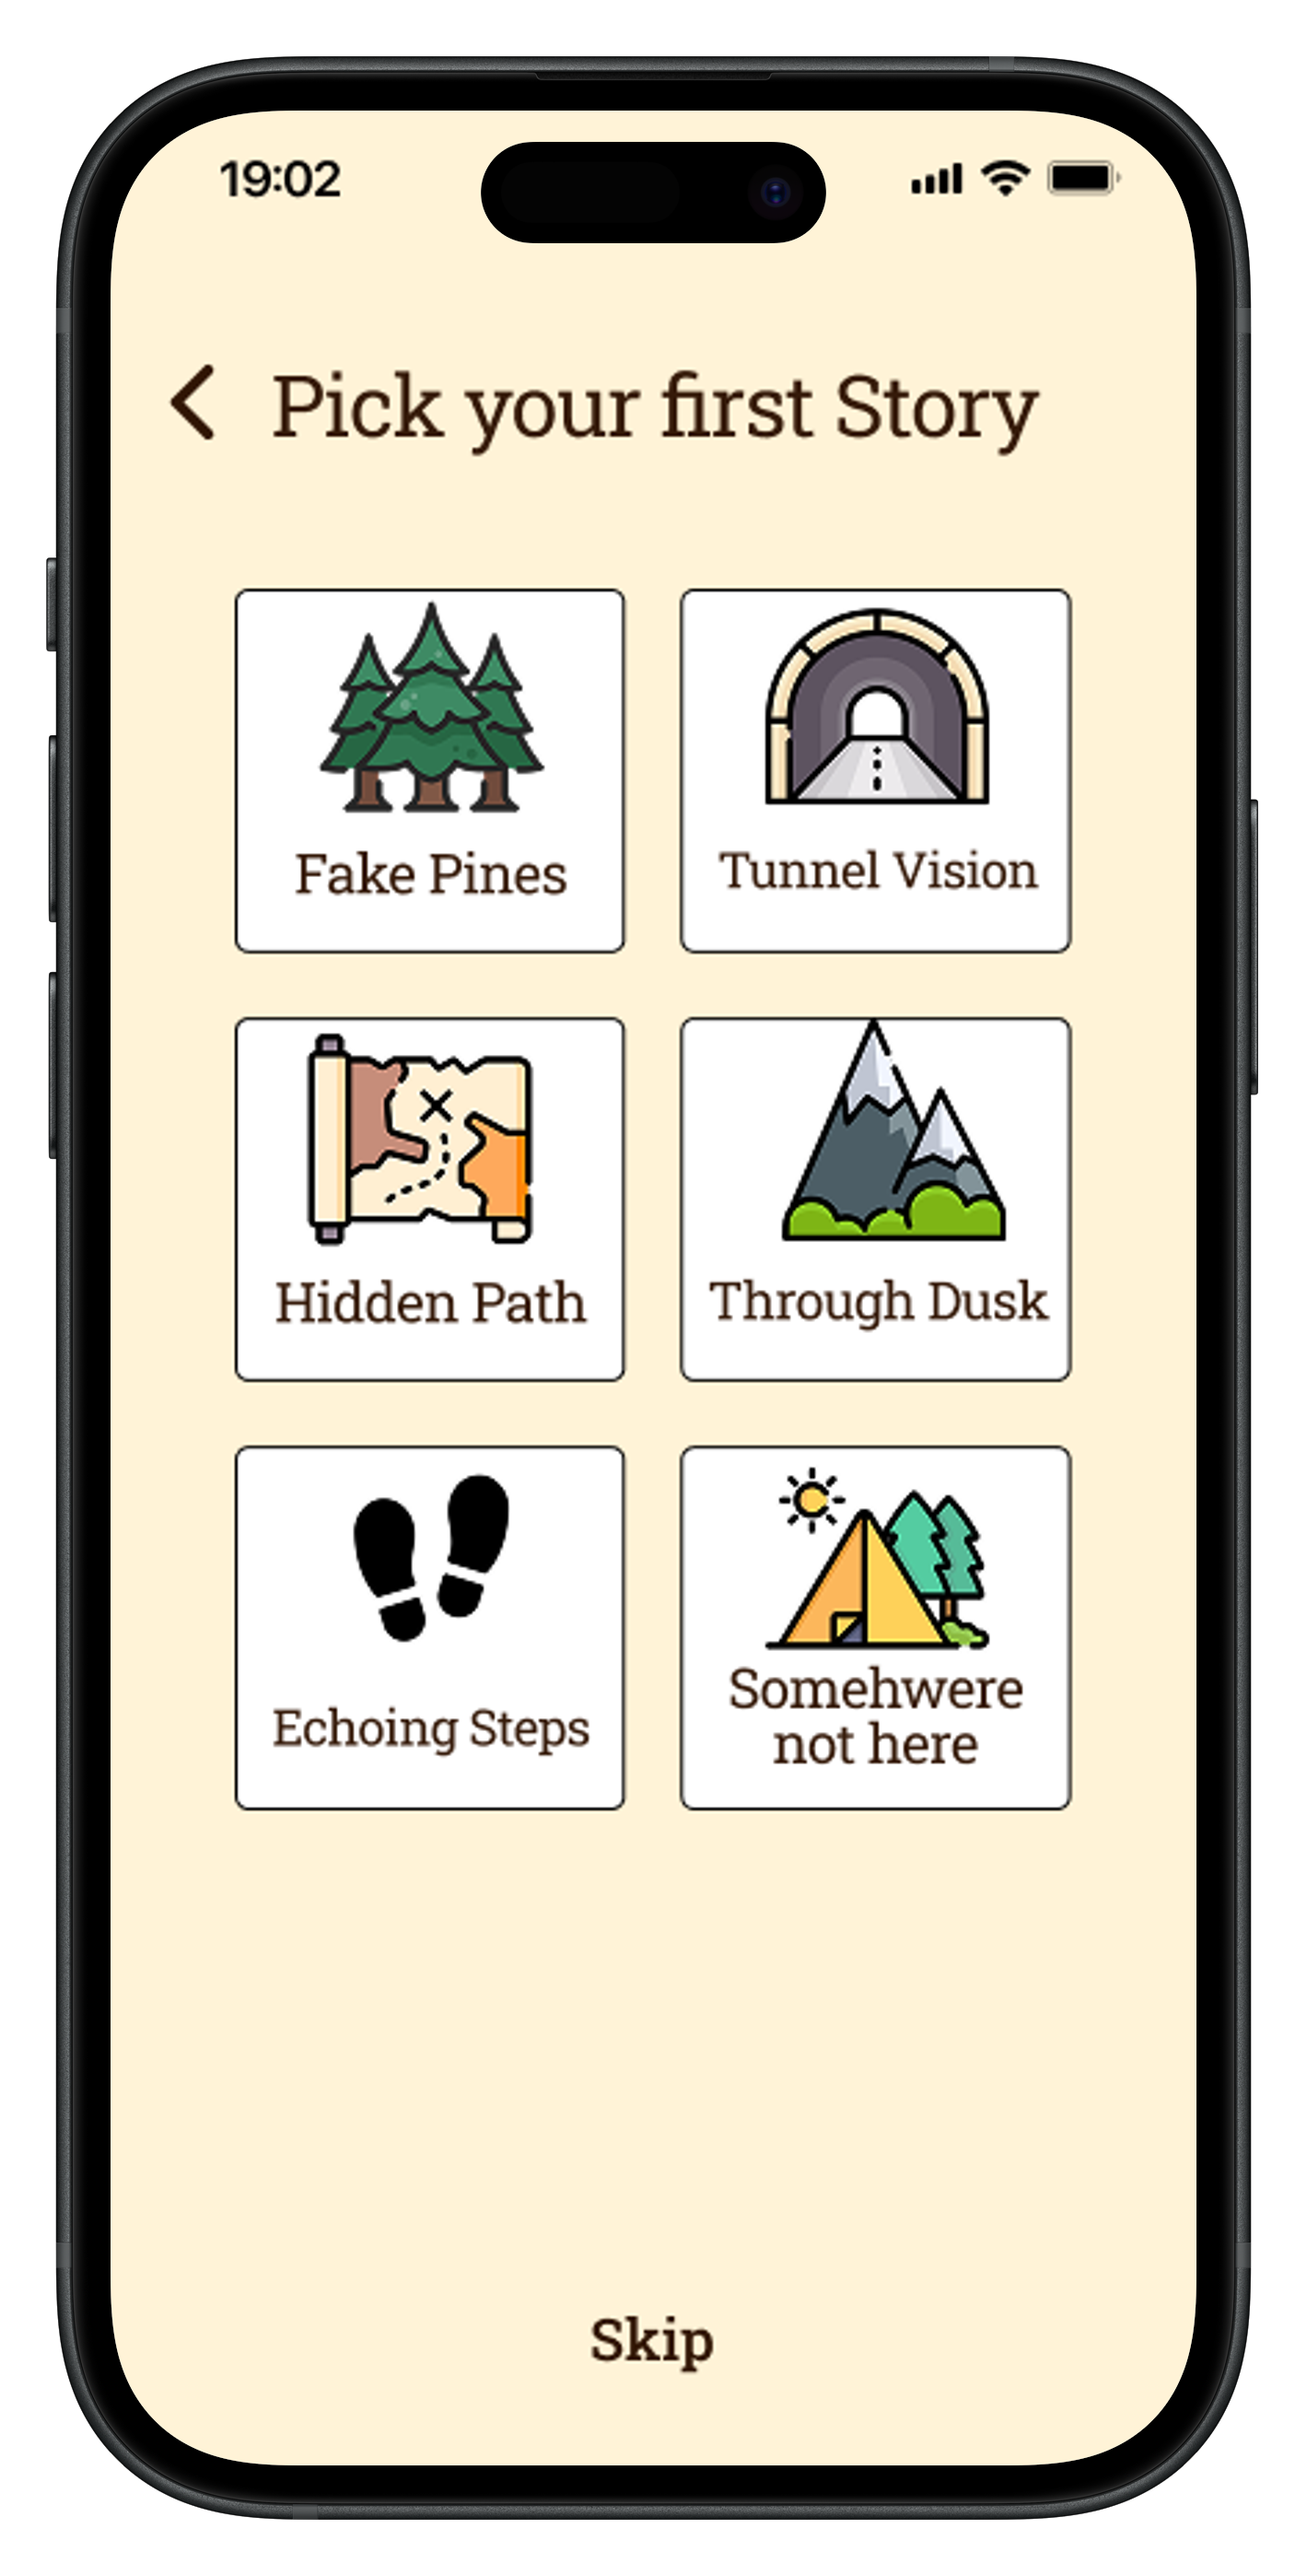 19:02
Pick your first Story
Fake Pines
Tunnel Vision
Hidden Path
Through Dusk
Echoing Steps
Somehwere
not here
Skip